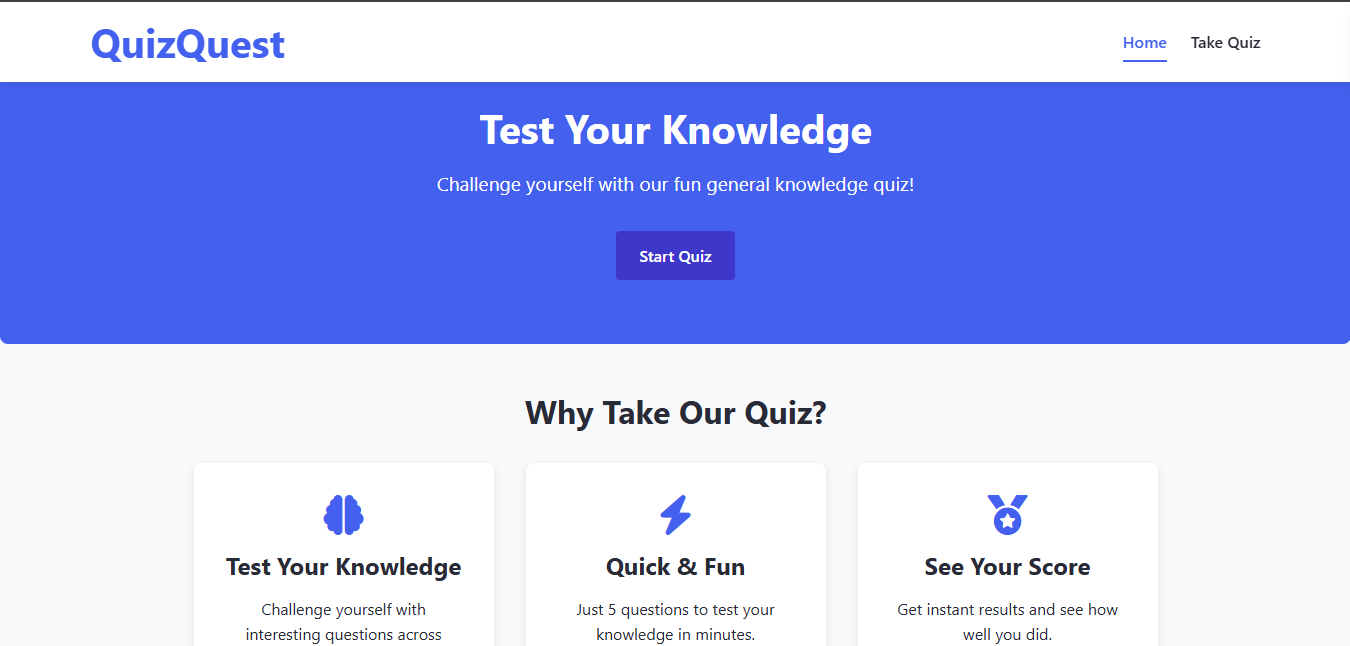 QuizQuest
Home
Take Quiz
Test Your Knowledge
Challenge yourself with our fun general knowledge quiz!
Start Quiz
Why Take Our Quiz?
Test Your Knowledge
Challenge yourself with
interesting questions across
Quick & Fun
Just 5 questions to test your
knowledge in minutes.
See Your Score
Get instant results and see how
well you did.